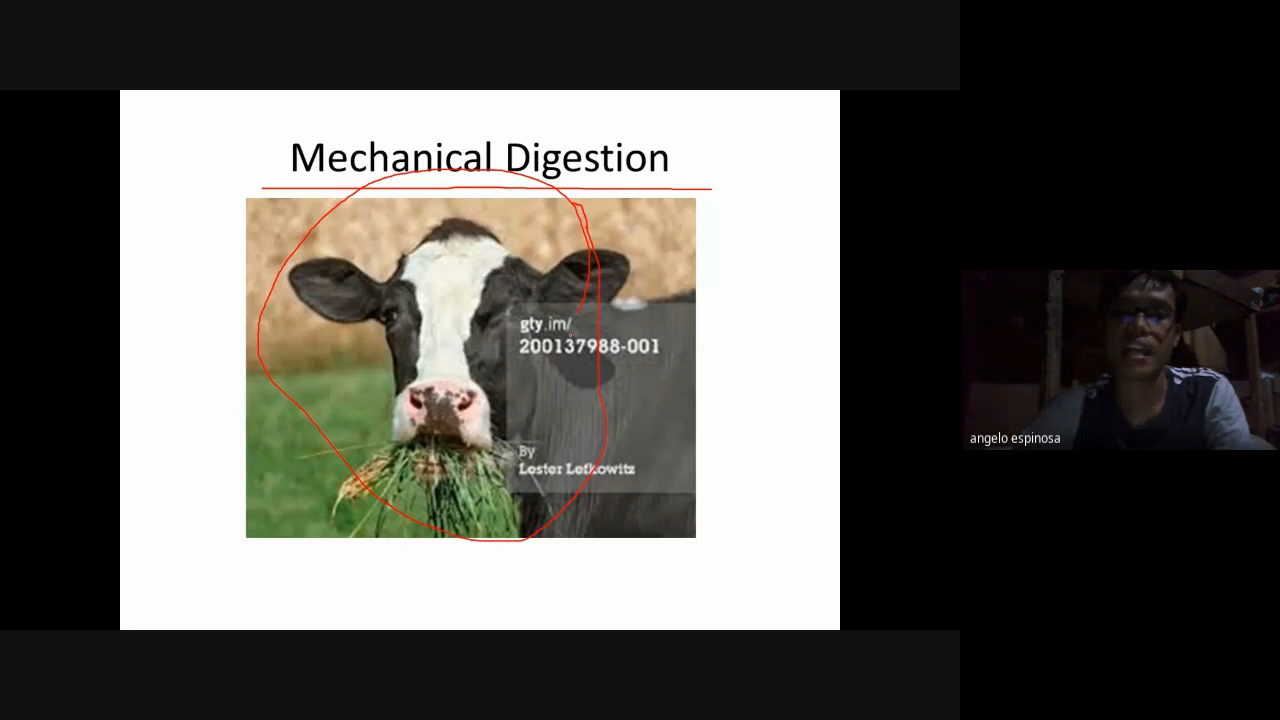 Mechanical Digestion
gty.im/
200137988-001
By
Lester Lefkowitz
angelo espinosa